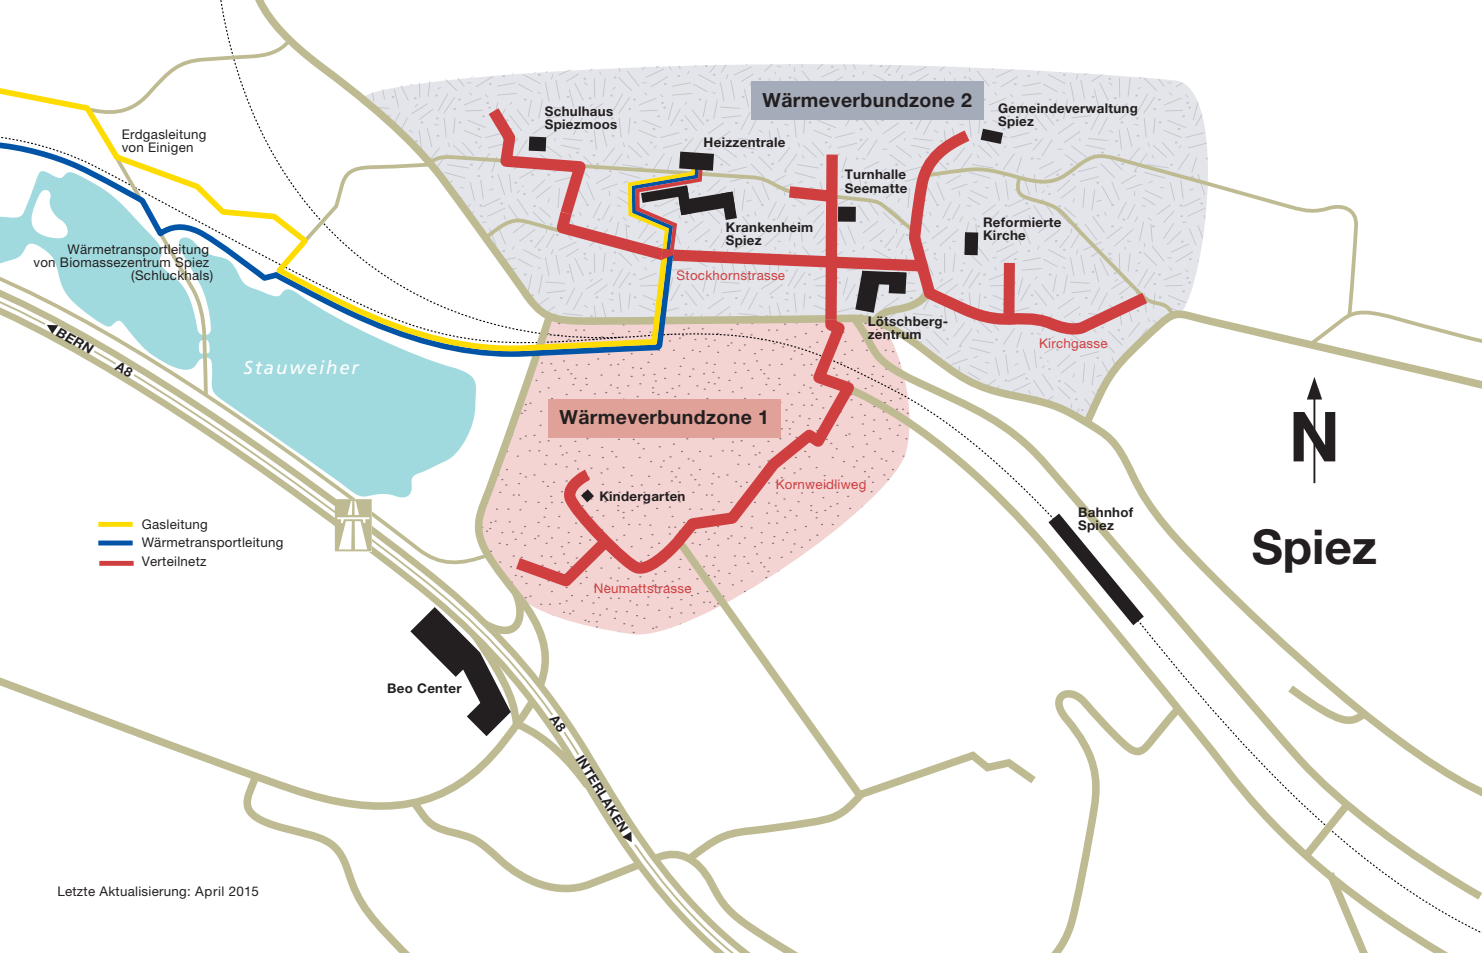 Wärmeverbundzone 2
Schulhaus
Spiezmoos
Gemeindeverwaltung
Spiez
Erdgasleitung
von Einigen
Heizzentrale
Turnhalle
Seematte
Krankenheim
Spiez
Reformierte
Kirche
Wärmetransportleitung
von Biomassezentrum Spiez
(Schluckhals)
Stockhornstrasse
Lötschberg-
zentrum
Kirchgasse
BERN
A8
Stauweiher
Wärmeverbundzone 1
N
Kornweidliweg
Kindergarten
Bahnhof
Spiez
Gasleitung
Wärmetransportleitung
Verteilnetz
Spiez
Neumattstrasse
Beo Center
A8
INTERLAKEN
Letzte Aktualisierung: April 2015